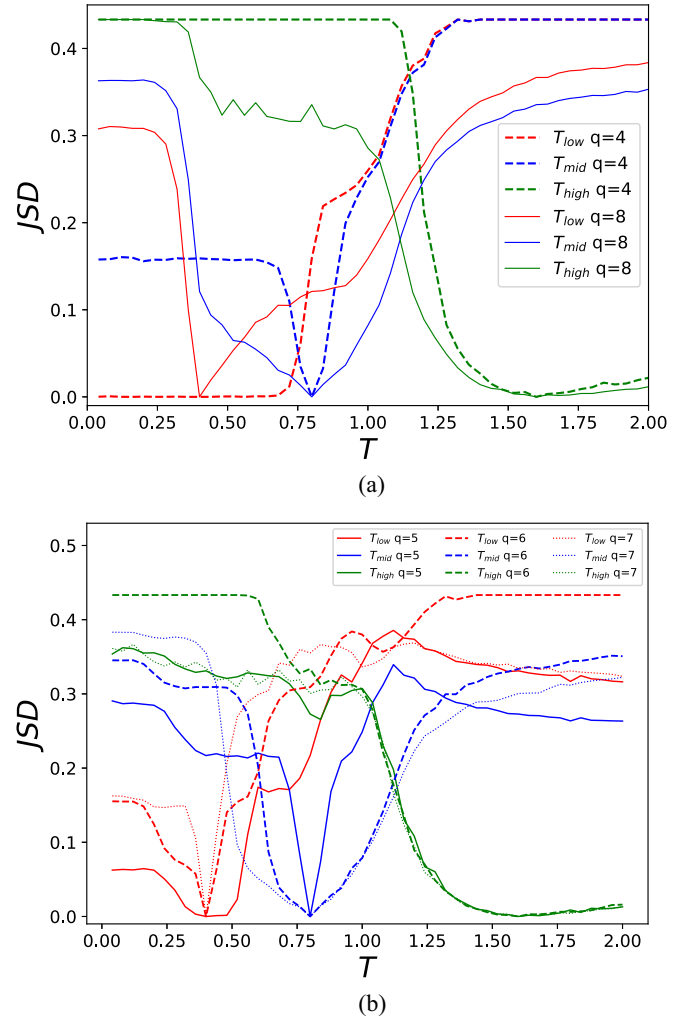 0.4
0.3
0.2
0.1
0.0
JSD
T_low q=4
T_mid q=4
T_high q=4
T_low q=8
T_mid q=8
T_high q=8
0.00 0.25 0.50 0.75 1.00 1.25 1.50 1.75 2.00
T
(a)
0.5
0.4
0.3
0.2
0.1
0.0
JSD
T_low q=5 T_low q=6 T_low q=7
T_mid q=5 T_mid q=6 T_mid q=7
T_high q=5 T_high q=6 T_high q=7
0.00 0.25 0.50 0.75 1.00 1.25 1.50 1.75 2.00
T
(b)